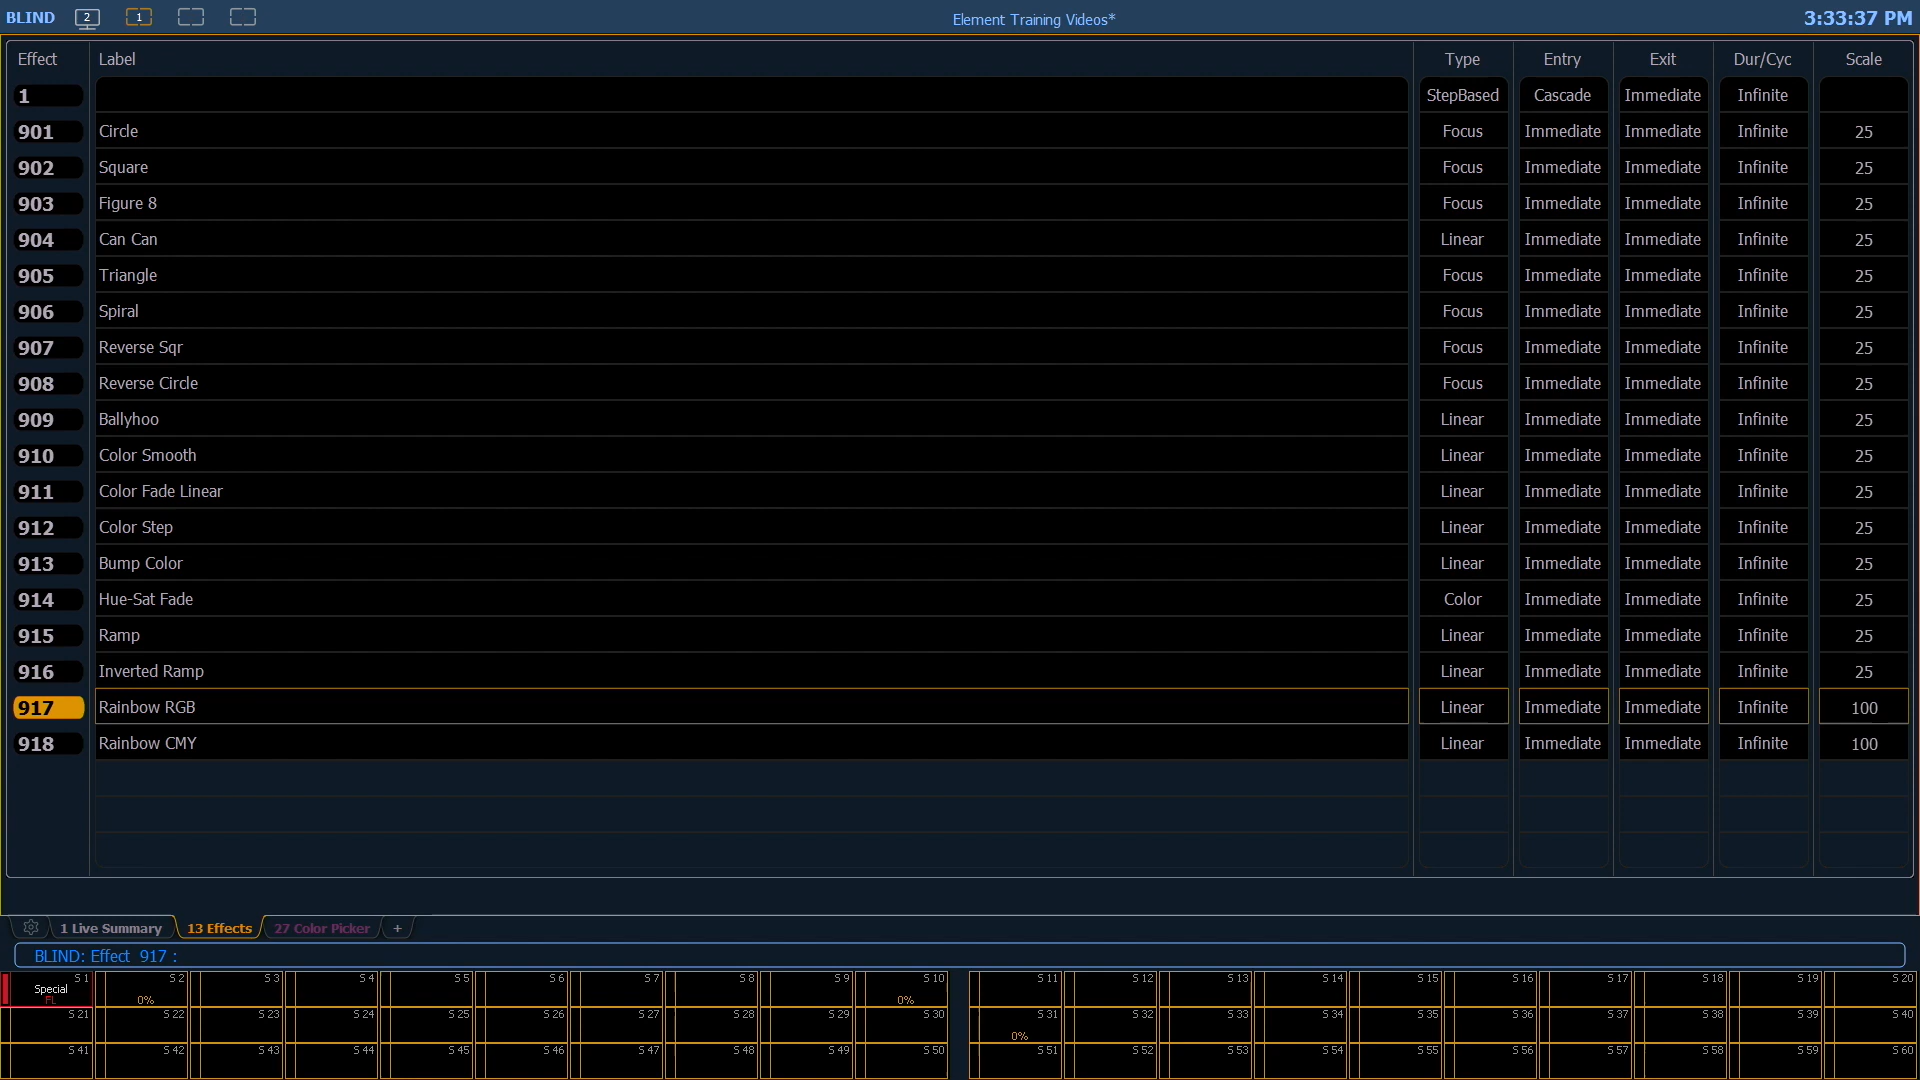 BLIND 2 1 Element Training Videos* 3:33:37 PM
Effect Label Type Entry Exit Dur/Cyc Scale
1 StepBased Cascade Immediate Infinite
901 Circle Focus Immediate Immediate Infinite 25
902 Square Focus Immediate Immediate Infinite 25
903 Figure 8 Focus Immediate Immediate Infinite 25
904 Can Can Linear Immediate Immediate Infinite 25
905 Triangle Focus Immediate Immediate Infinite 25
906 Spiral Focus Immediate Immediate Infinite 25
907 Reverse Sqr Focus Immediate Immediate Infinite 25
908 Reverse Circle Focus Immediate Immediate Infinite 25
909 Ballyhoo Linear Immediate Immediate Infinite 25
910 Color Smooth Linear Immediate Immediate Infinite 25
911 Color Fade Linear Linear Immediate Immediate Infinite 25
912 Color Step Linear Immediate Immediate Infinite 25
913 Bump Color Linear Immediate Immediate Infinite 25
914 Hue-Sat Fade Color Immediate Immediate Infinite 25
915 Ramp Linear Immediate Immediate Infinite 25
916 Inverted Ramp Linear Immediate Immediate Infinite 25
917 Rainbow RGB Linear Immediate Immediate Infinite 100
918 Rainbow CMY Linear Immediate Immediate Infinite 100
1 Live Summary 13 Effects 27 Color Picker +
BLIND: Effect 917 :
S 1 S 2 S 3 S 4 S 5 S 6 S 7 S 8 S 9 S 10 S 11 S 12 S 13 S 14 S 15 S 16 S 17 S 18 S 19 S 20
Special
FL 0% 0%
S 21 S 22 S 23 S 24 S 25 S 26 S 27 S 28 S 29 S 30 S 31 S 32 S 33 S 34 S 35 S 36 S 37 S 38 S 39 S 40
0%
S 41 S 42 S 43 S 44 S 45 S 46 S 47 S 48 S 49 S 50 S 51 S 52 S 53 S 54 S 55 S 56 S 57 S 58 S 59 S 60